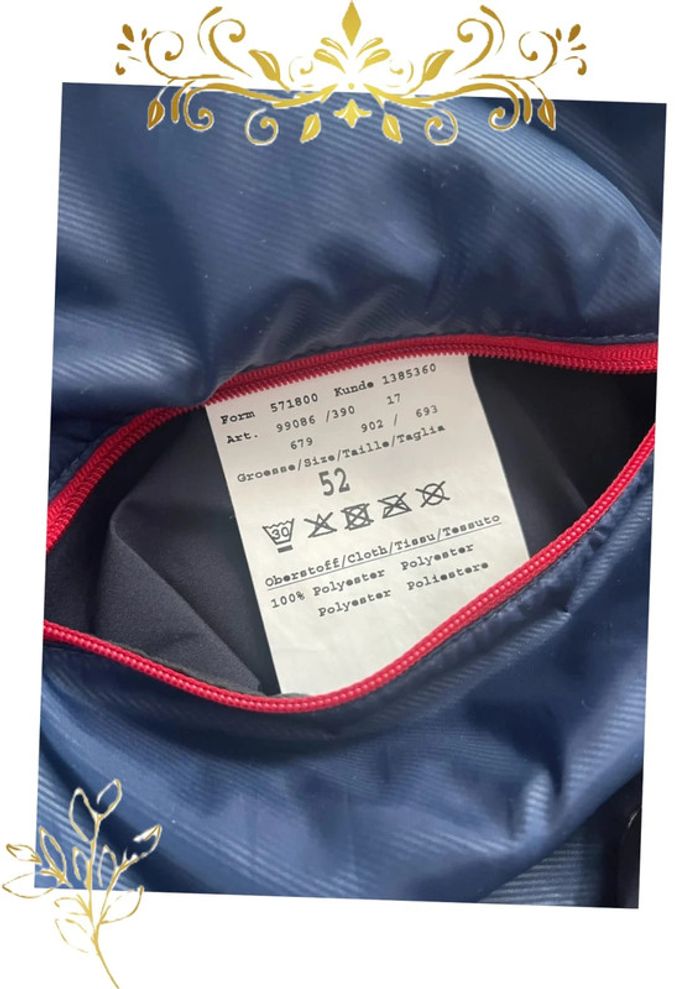 Form 571800 Kunde 1385360
Art. 99086 /390 17
679 902 / 693
Groesse/Size/Taille/Taglia
52
30
Oberstoff/Cloth/Tissu/Tessuto
100% Polyester Polyester
Polyester Poliestere